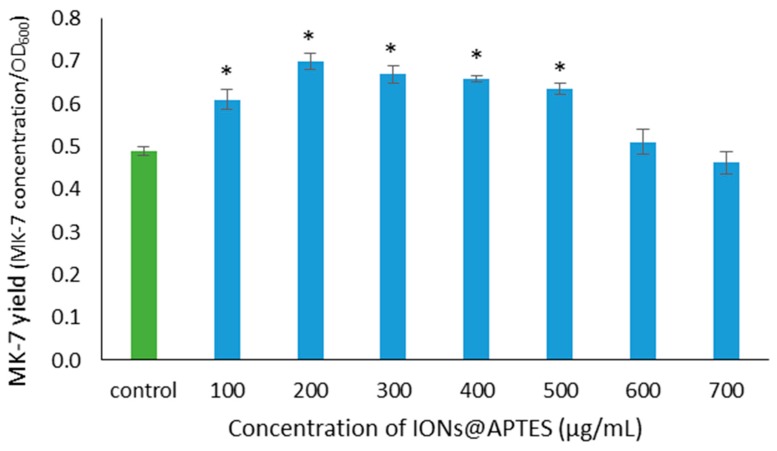 MK-7 yield (MK-7 concentration/OD₆₀₀)
0.8
0.7
0.6
0.5
0.4
0.3
0.2
0.1
0.0
* * * * *
control 100 200 300 400 500 600 700
Concentration of IONs@APTES (µg/mL)